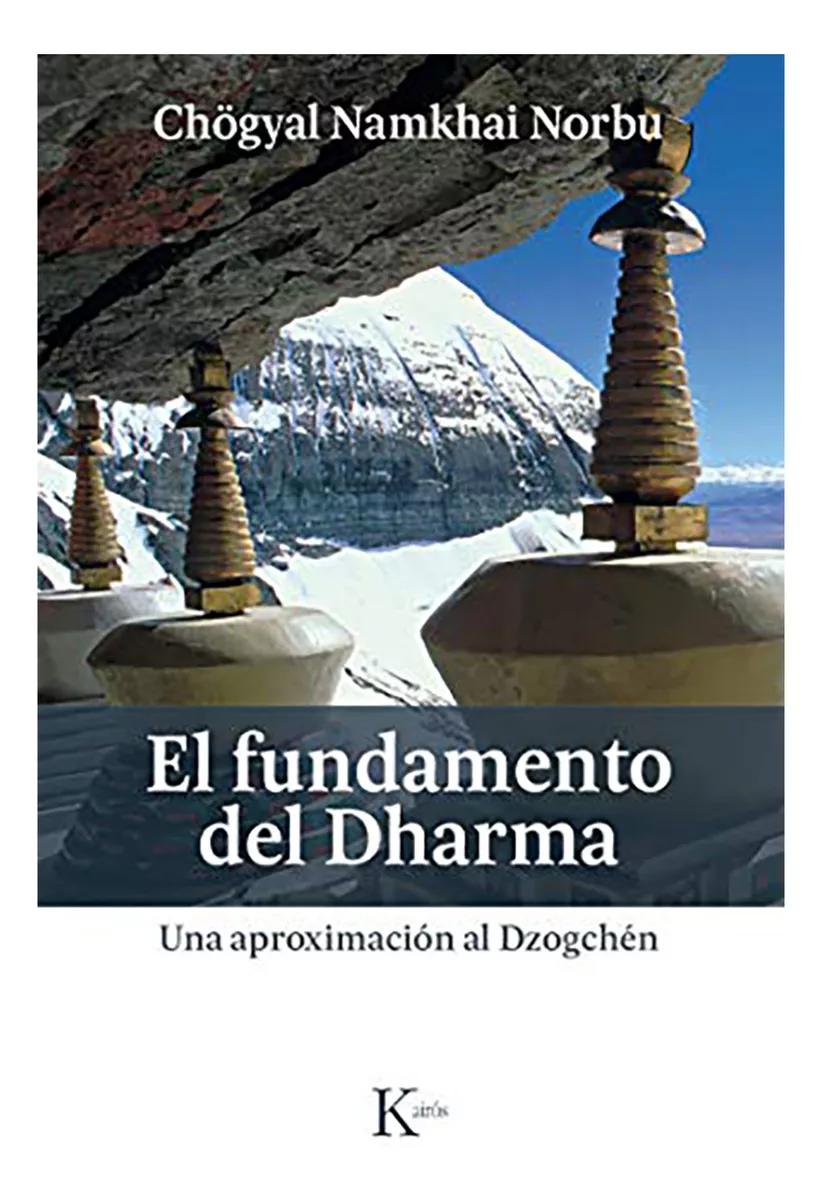 Chögyal Namkhai Norbu
El fundamento
del Dharma
Una aproximación al Dzogchén
Kairós